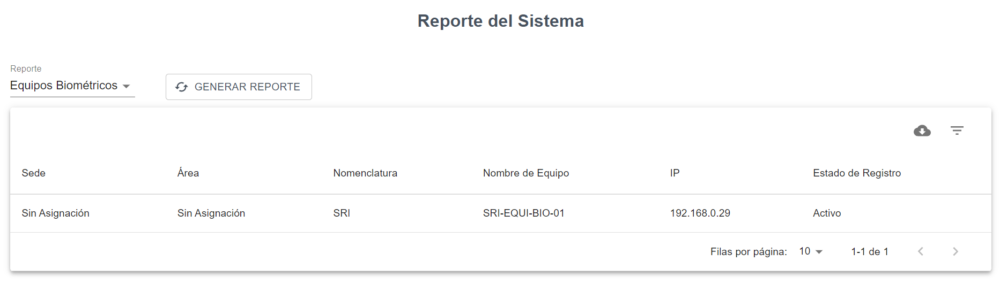 Reporte del Sistema
Reporte
Equipos Biométricos
GENERAR REPORTE
Sede Área Nomenclatura Nombre de Equipo IP Estado de Registro
Sin Asignación Sin Asignación SRI SRI-EQUI-BIO-01 192.168.0.29 Activo
Filas por página: 10 1-1 de 1